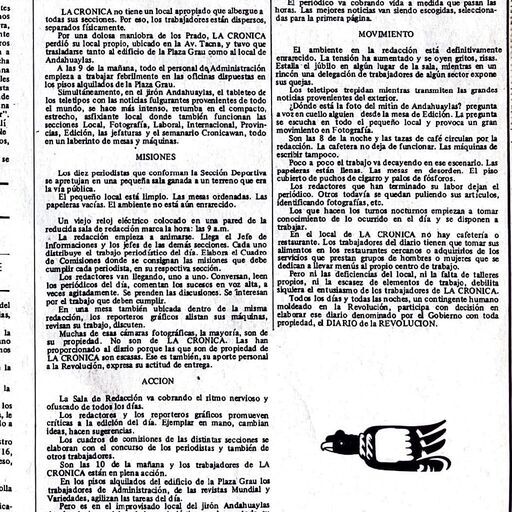 LA CRONICA no tiene un local apropiado que albergue a
todas sus secciones. Por eso, los trabajadores están dispersos,
separados físicamente.
Por una dolosa maniobra de los Prado, LA CRONICA
perdió su local propio, ubicado en la Av. Tacna, y tuvo que
trasladarse tanto al edificio de la Plaza Grau como al local de
Andahuaylas.
A las 9 de la mañana, todo el personal de Administración
empieza a trabajar febrilmente en las oficinas dispuestas en
los pisos alquilados de la Plaza Grau.
Simultáneamente, en el jirón Andahuaylas, el tableteo de
los teletipos con las noticias fulgurantes provenientes de todo
el mundo, se hace más intenso, retumba en el compacto,
estrecho, asfixiante local donde también funcionan las
secciones Local, Fotografía, Laboral, Internacional, Provin-
cias, Edición, las jefaturas y el semanario Cronicawan, todo
en un laberinto de mesas y máquinas.
MISIONES
Los diez periodistas que conforman la Sección Deportiva
se apretujan en una pequeña sala ganada a un terreno que era
la vía pública.
El pequeño local está limpio. Las mesas ordenadas. Las
papeleras vacías. El ambiente no está aún enrarecido.
Un viejo reloj eléctrico colocado en una pared de la
reducida sala de redacción marca la hora: las 9 a.m.
La redacción empieza a animarse. Llega el Jefe de
Informaciones y los jefes de las demás secciones. Cada uno
distribuye el trabajo periodístico del día. Elabora el Cuadro
de Comisiones donde se consignan las misiones que debe
cumplir cada periodista, en su respectiva sección.
Los redactores van llegando, uno a uno. Conversan, leen
los periódicos del día, comentan los sucesos en voz alta, a
veces agitadamente. Se prenden las discusiones. Se interesan
por el trabajo que deben cumplir.
En una mesa también ubicada dentro de la misma
redacción, los reporteros gráficos alistan sus máquinas,
revisan su trabajo, discuten.
Muchas de esas cámaras fotográficas, la mayoría, son de
su propiedad. No son de LA CRONICA. Las han
proporcionado al diario porque las que son de propiedad de
LA CRONICA son escasas. Ese es también, su aporte personal
a la Revolución, expresa su actitud de entrega.
ACCION
La Sala de Redacción va cobrando el ritmo nervioso y
ofuscado de todos los días.
Los redactores y los reporteros gráficos promueven
críticas a la edición del día. Ejemplar en mano, cambian
ideas, hacen sugerencias.
Los cuadros de comisiones de las distintas secciones se
elaboran con el concurso de los periodistas y también de
otros trabajadores.
Son las 10 de la mañana y los trabajadores de LA
CRONICA están en plena acción.
En los pisos alquilados del edificio de la Plaza Grau los
trabajadores de Administración, de las revistas Mundial y
Variedades, agilizan las tareas del día.
Pero es en el improvisado local del jirón Andahuaylas
El periódico va cobrando vida a medida que pasan las
horas. Las mejores noticias van siendo escogidas, selecciona-
das para la primera página.
MOVIMIENTO
El ambiente en la redacción está definitivamente
enrarecido. La tensión ha aumentado y se oyen gritos, risas.
Estalla el júbilo en algún lugar de la sala, mientras en un
rincón una delegación de trabajadores de algún sector expone
sus quejas.
Los teletipos trepidan mientras transmiten las grandes
noticias provenientes del exterior.
¿Dónde está la foto del mitin de Andahuaylas? pregunta
a voz en cuello alguien desde la mesa de Edición. La pregunta
se escucha en todo el pequeño local y provoca un gran
movimiento en Fotografía.
Son las 8 de la noche y las tazas de café circulan por la
redacción. La cafetera no deja de funcionar. Las máquinas de
escribir tampoco.
Poco a poco el trabajo va decayendo en ese escenario. Las
papeleras están llenas. Las mesas en desorden. El piso
cubierto de puchos de cigarro y palos de fósforos.
Los redactores que han terminado su labor dejan el
periódico. Otros todavía se quedan puliendo sus artículos,
identificando fotografías, etc.
Los que hacen los turnos nocturnos empiezan a tomar
conocimiento de lo ocurrido en el día y se disponen a
trabajar.
En el local de LA CRONICA no hay cafetería o
restaurante. Los trabajadores del diario tienen que tomar sus
alimentos en los restaurantes cercanos o adquirirlos de los
servicios que prestan grupos de hombres o mujeres que se
dedican a llevar menús al propio centro de trabajo.
Pero ni las deficiencias del local, ni la falta de talleres
propios, ni la escasez de elementos de trabajo, debilita
siquiera el entusiasmo de los trabajadores de LA CRONICA.
Todos los días y todas las noches, un contingente humano
moldeado en la Revolución, participa con decisión en
elaborar ese diario denominado por el Gobierno con toda
propiedad, el DIARIO de la REVOLUCION.